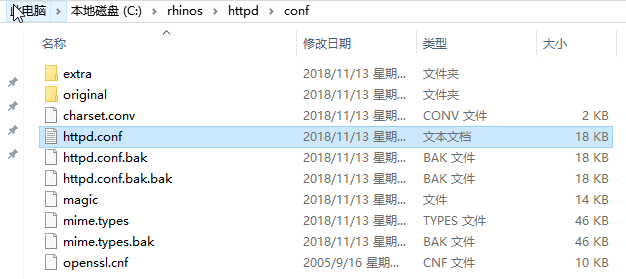 电脑 > 本地磁盘 (C:) > rhinos > httpd > conf
名称 修改日期 类型 大小
extra 2018/11/13 星期... 文件夹
original 2018/11/13 星期... 文件夹
charset.conv 2018/11/13 星期... CONV 文件 2 KB
httpd.conf 2018/11/13 星期... 文本文档 18 KB
httpd.conf.bak 2018/11/13 星期... BAK 文件 18 KB
httpd.conf.bak.bak 2018/11/13 星期... BAK 文件 18 KB
magic 2018/11/13 星期... 文件 14 KB
mime.types 2018/11/13 星期... TYPES 文件 46 KB
mime.types.bak 2018/11/13 星期... BAK 文件 46 KB
openssl.cnf 2005/9/16 星期... CNF 文件 10 KB